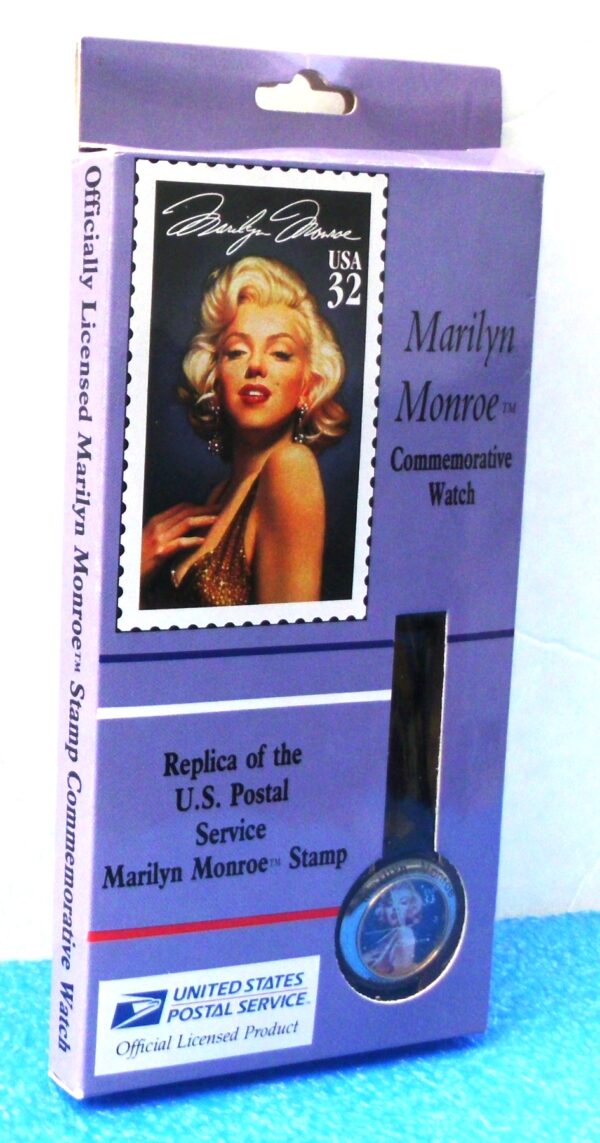 Officially Licensed Marilyn Monroe™ Stamp Commemorative Watch
Marilyn Monroe
USA
32
Marilyn
Monroe™
Commemorative
Watch
Replica of the
U.S. Postal
Service
Marilyn Monroe™ Stamp
UNITED STATES
POSTAL SERVICE™
Official Licensed Product